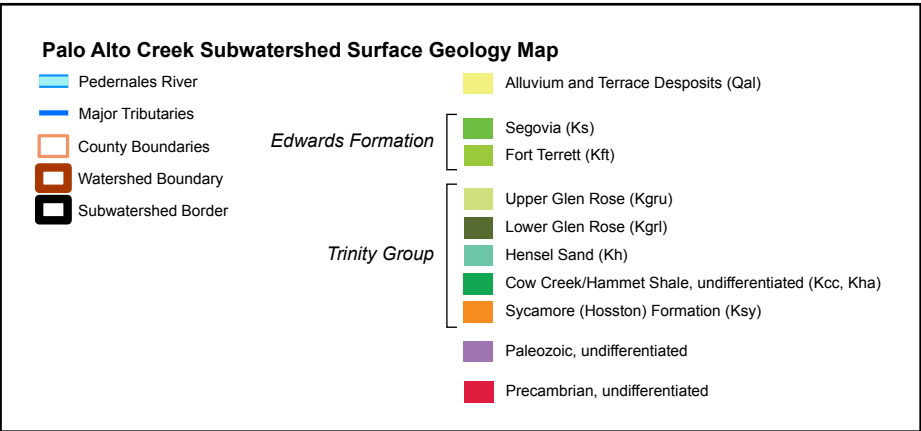 Palo Alto Creek Subwatershed Surface Geology Map
Pedernales River
Major Tributaries
County Boundaries
Watershed Boundary
Subwatershed Border
Alluvium and Terrace Desposits (Qal)
Edwards Formation
Segovia (Ks)
Fort Terrett (Kft)
Trinity Group
Upper Glen Rose (Kgru)
Lower Glen Rose (Kgrl)
Hensel Sand (Kh)
Cow Creek/Hammet Shale, undifferentiated (Kcc, Kha)
Sycamore (Hosston) Formation (Ksy)
Paleozoic, undifferentiated
Precambrian, undifferentiated